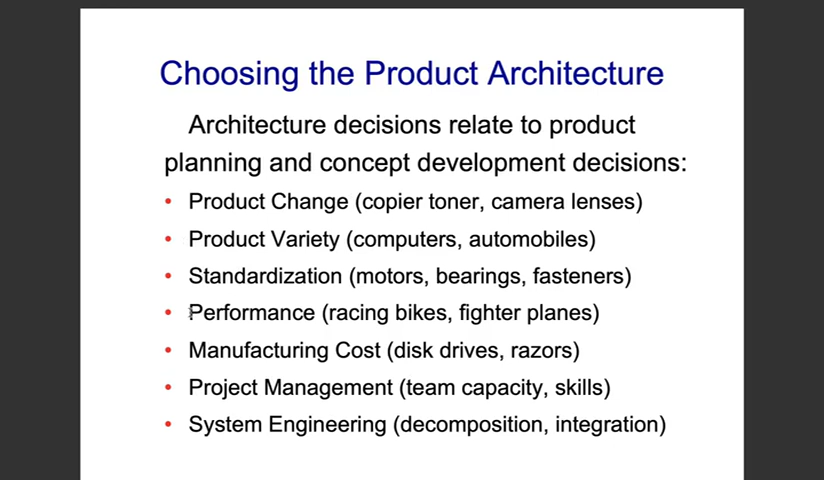 Choosing the Product Architecture
Architecture decisions relate to product
planning and concept development decisions:
• Product Change (copier toner, camera lenses)
• Product Variety (computers, automobiles)
• Standardization (motors, bearings, fasteners)
• Performance (racing bikes, fighter planes)
• Manufacturing Cost (disk drives, razors)
• Project Management (team capacity, skills)
• System Engineering (decomposition, integration)